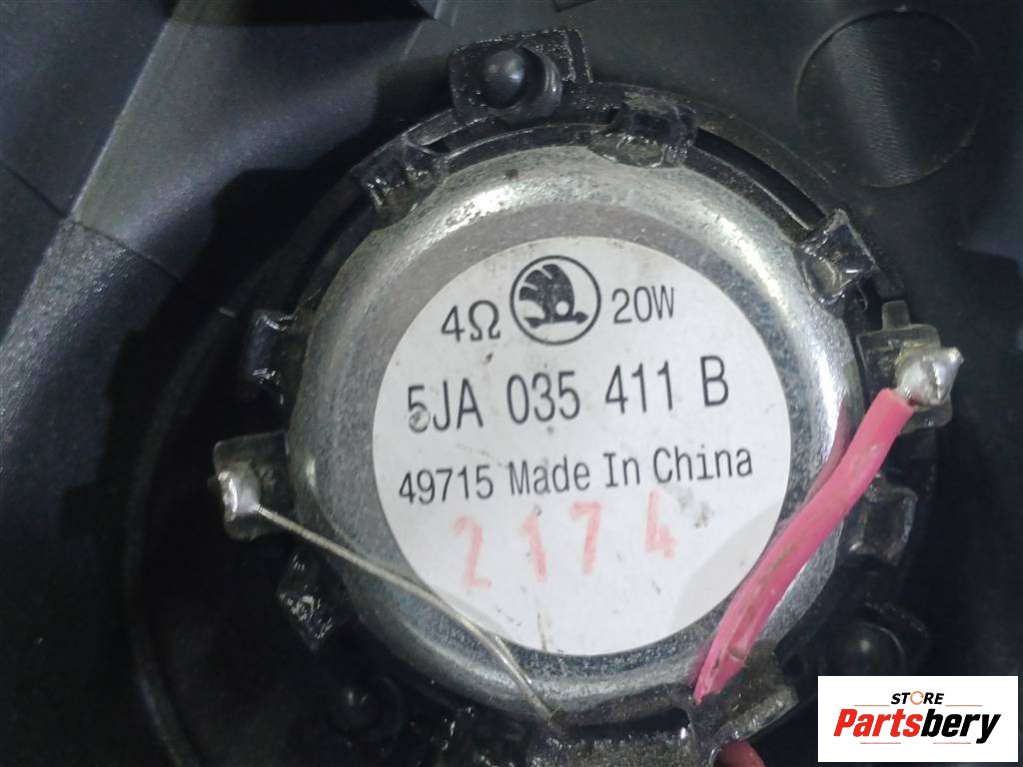 4Ω 20W
5JA 035 411 B
49715 Made In China
2174
STORE
Partsbery